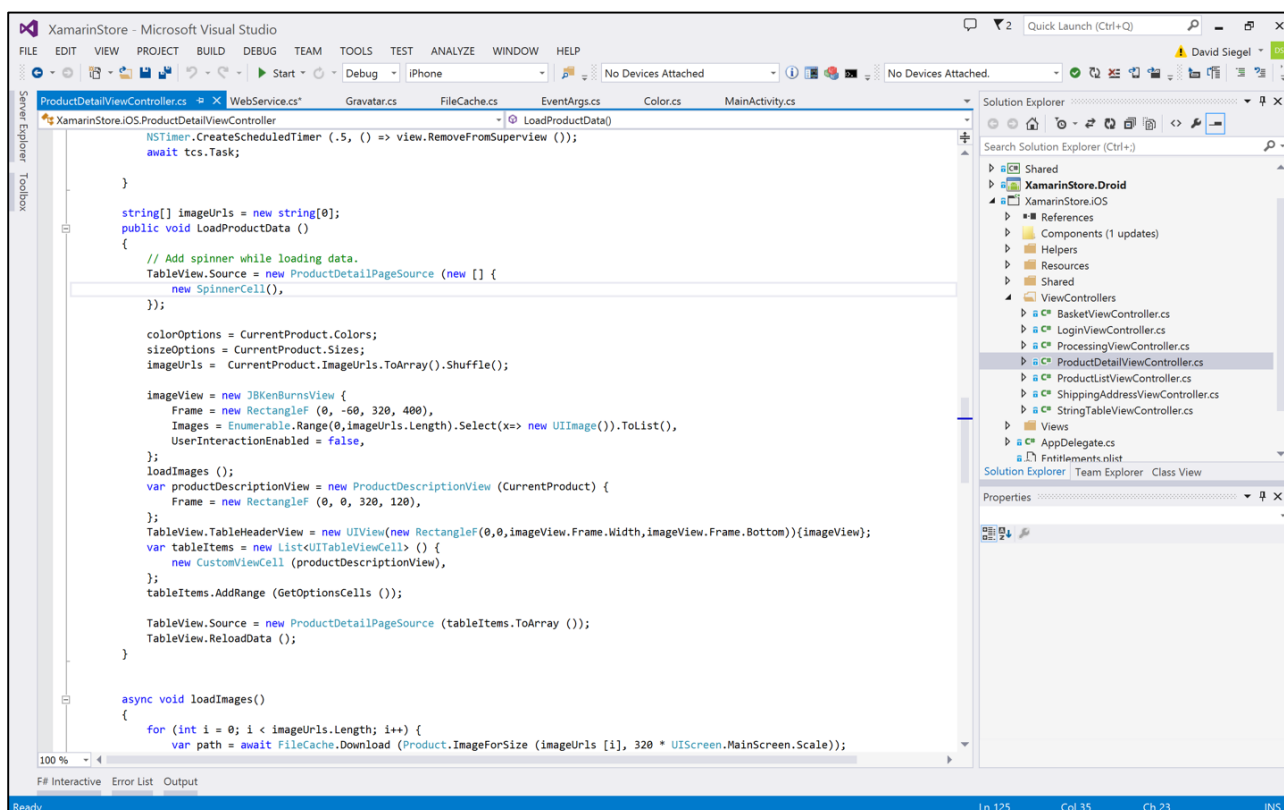 XamarinStore - Microsoft Visual Studio
2
Quick Launch (Ctrl+Q)
FILE EDIT VIEW PROJECT BUILD DEBUG TEAM TOOLS TEST ANALYZE WINDOW HELP
David Siegel
DS
Start Debug iPhone No Devices Attached No Devices Attached.
Server Explorer
Toolbox
ProductDetailViewController.cs WebService.cs* Gravatar.cs FileCache.cs EventArgs.cs Color.cs MainActivity.cs
XamarinStore.iOS.ProductDetailViewController LoadProductData()
NSTimer.CreateScheduledTimer (.5, () => view.RemoveFromSuperview ());
await tcs.Task;
}
string[] imageUrls = new string[0];
public void LoadProductData ()
{
// Add spinner while loading data.
TableView.Source = new ProductDetailPageSource (new [] {
new SpinnerCell(),
});
colorOptions = CurrentProduct.Colors;
sizeOptions = CurrentProduct.Sizes;
imageUrls =  CurrentProduct.ImageUrls.ToArray().Shuffle();
imageView = new JBKenBurnsView {
Frame = new RectangleF (0, -60, 320, 400),
Images = Enumerable.Range(0,imageUrls.Length).Select(x=> new UIImage()).ToList(),
UserInteractionEnabled = false,
};
loadImages ();
var productDescriptionView = new ProductDescriptionView (CurrentProduct) {
Frame = new RectangleF (0, 0, 320, 120),
};
TableView.TableHeaderView = new UIView(new RectangleF(0,0,imageView.Frame.Width,imageView.Frame.Bottom)){imageView};
var tableItems = new List<UITableViewCell> () {
new CustomViewCell (productDescriptionView),
};
tableItems.AddRange (GetOptionsCells ());
TableView.Source = new ProductDetailPageSource (tableItems.ToArray ());
TableView.ReloadData ();
}
async void loadImages()
{
for (int i = 0; i < imageUrls.Length; i++) {
var path = await FileCache.Download (Product.ImageForSize (imageUrls [i], 320 * UIScreen.MainScreen.Scale));
100 %
Solution Explorer
Search Solution Explorer (Ctrl+;)
C# Shared
XamarinStore.Droid
XamarinStore.iOS
References
Components (1 updates)
Helpers
Resources
Shared
ViewControllers
C# BasketViewController.cs
C# LoginViewController.cs
C# ProcessingViewController.cs
C# ProductDetailViewController.cs
C# ProductListViewController.cs
C# ShippingAddressViewController.cs
C# StringTableViewController.cs
Views
C# AppDelegate.cs
Entitlements.plist
Solution Explorer Team Explorer Class View
Properties
F# Interactive Error List Output
Ready Ln 125 Col 35 Ch 23 INS